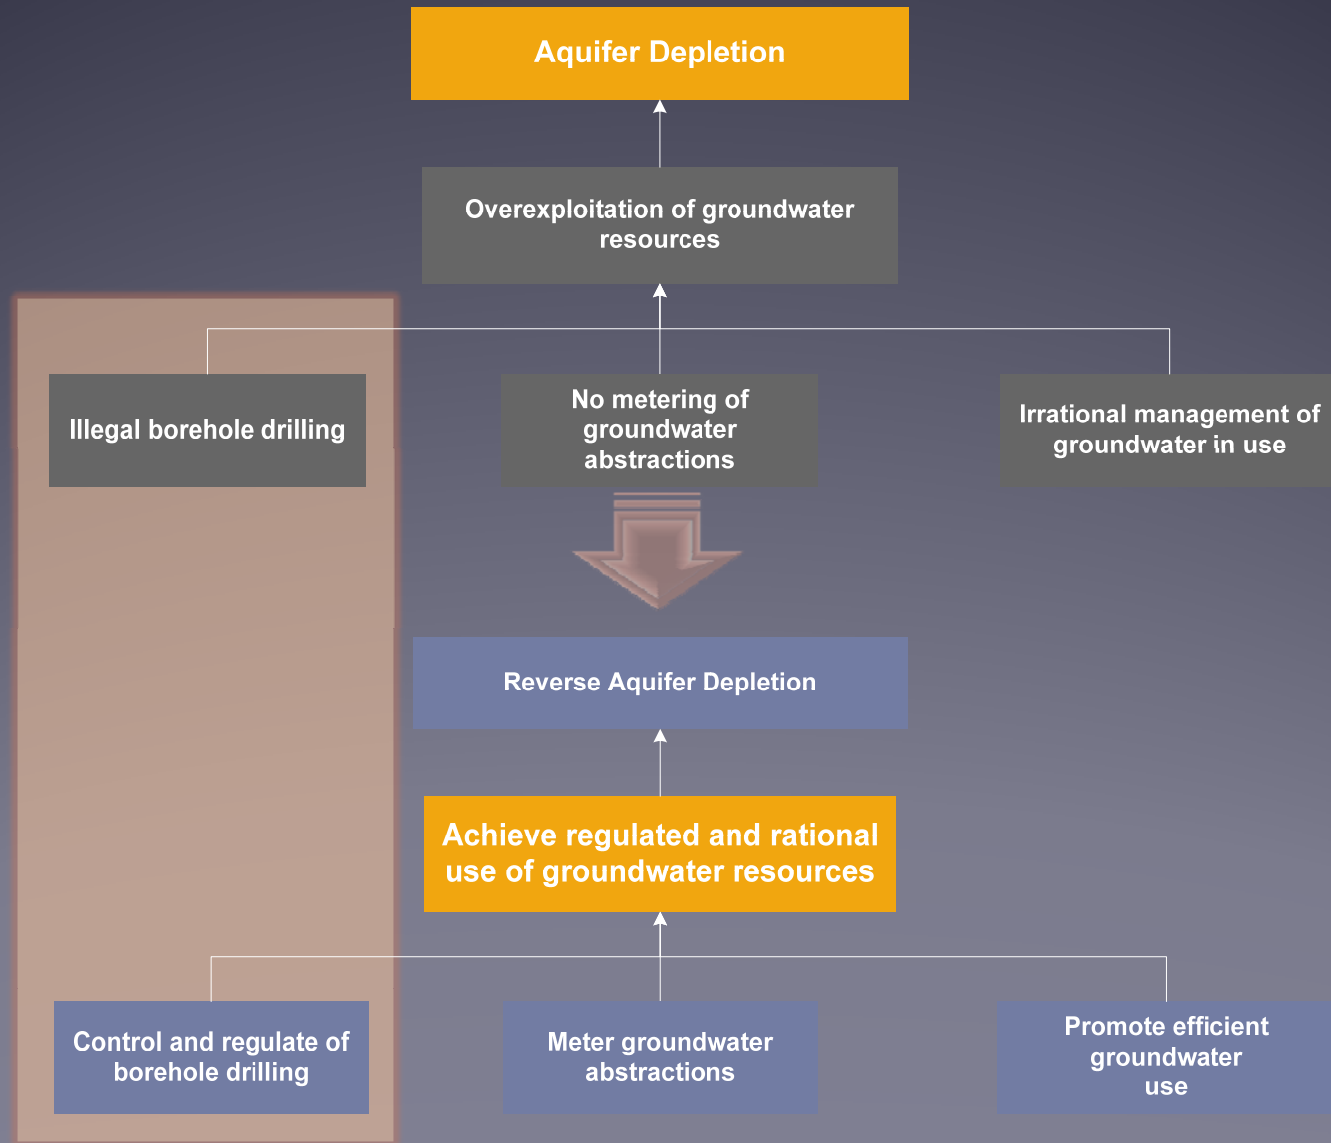 Aquifer Depletion
Overexploitation of groundwater
resources
Illegal borehole drilling
No metering of
groundwater
abstractions
Irrational management of
groundwater in use
Reverse Aquifer Depletion
Achieve regulated and rational
use of groundwater resources
Control and regulate of
borehole drilling
Meter groundwater
abstractions
Promote efficient
groundwater
use